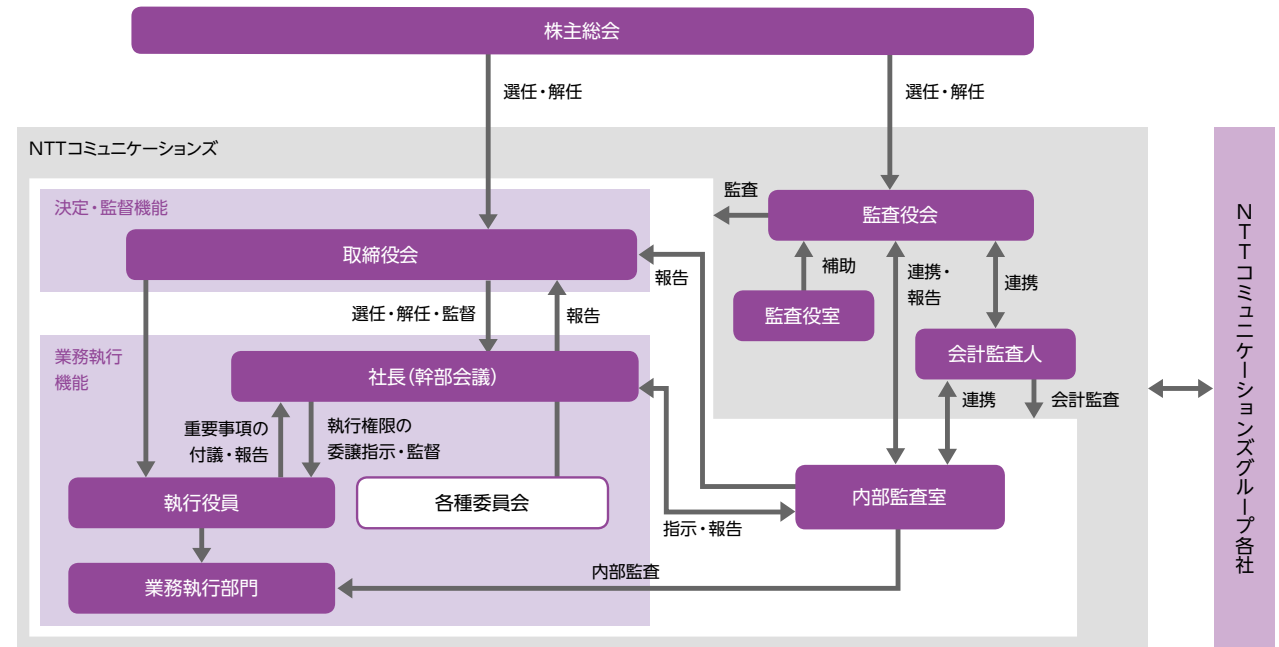 株主総会
選任・解任
選任・解任
NTTコミュニケーションズ
決定・監督機能
取締役会
監査
監査役会
報告
補助
連携・
報告
連携
監査役室
選任・解任・監督
報告
業務執行
機能
社長(幹部会議)
会計監査人
連携
会計監査
重要事項の
付議・報告
執行権限の
委譲指示・監督
執行役員
各種委員会
内部監査室
指示・報告
内部監査
業務執行部門
NTTコミュニケーションズグループ各社